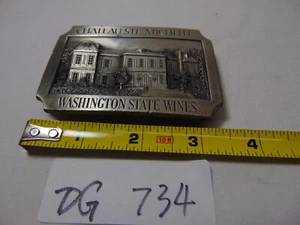 CHATEAU STE. MICHELLE
WASHINGTON STATE WINES
1 2 3 4
DG 734